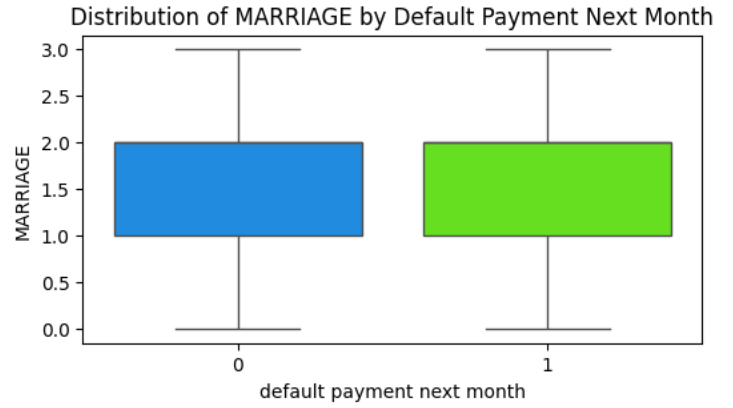 Distribution of MARRIAGE by Default Payment Next Month
3.0
2.5
2.0
1.5
1.0
0.5
0.0
MARRIAGE
0 1
default payment next month